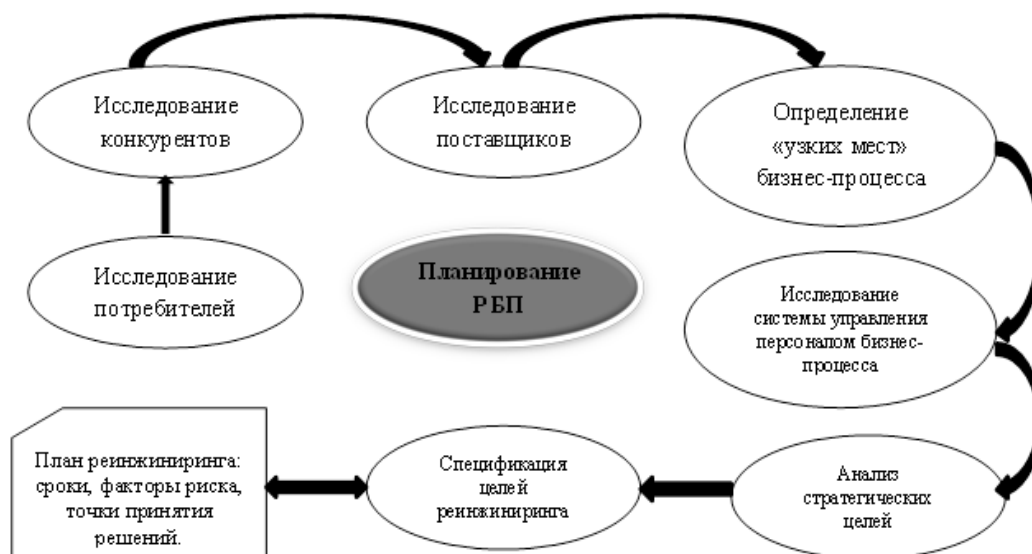 Исследование
конкурентов
Исследование
поставщиков
Определение
«узких мест»
бизнес-процесса
Исследование
потребителей
Планирование
РБП
Исследование
системы управления
персоналом бизнес-
процесса
План реинжиниринга:
сроки, факторы риска,
точки принятия
решений.
Спецификация
целей
реинжиниринга
Анализ
стратегических
целей